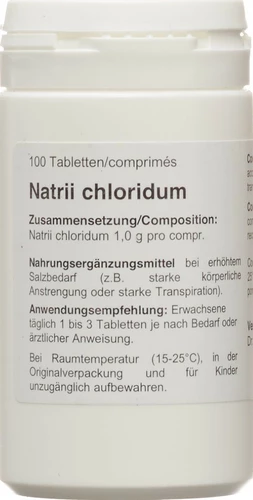 100 Tabletten/comprimés
Natrii chloridum
Zusammensetzung/Composition:
Natrii chloridum 1,0 g pro compr.
Nahrungsergänzungsmittel bei erhöhtem
Salzbedarf (z.B. starke körperliche
Anstrengung oder starke Transpiration).
Anwendungsempfehlung: Erwachsene
täglich 1 bis 3 Tabletten je nach Bedarf oder
ärztlicher Anweisung.
Bei Raumtemperatur (15-25°C), in der
Originalverpackung und für Kinder
unzugänglich aufbewahren.